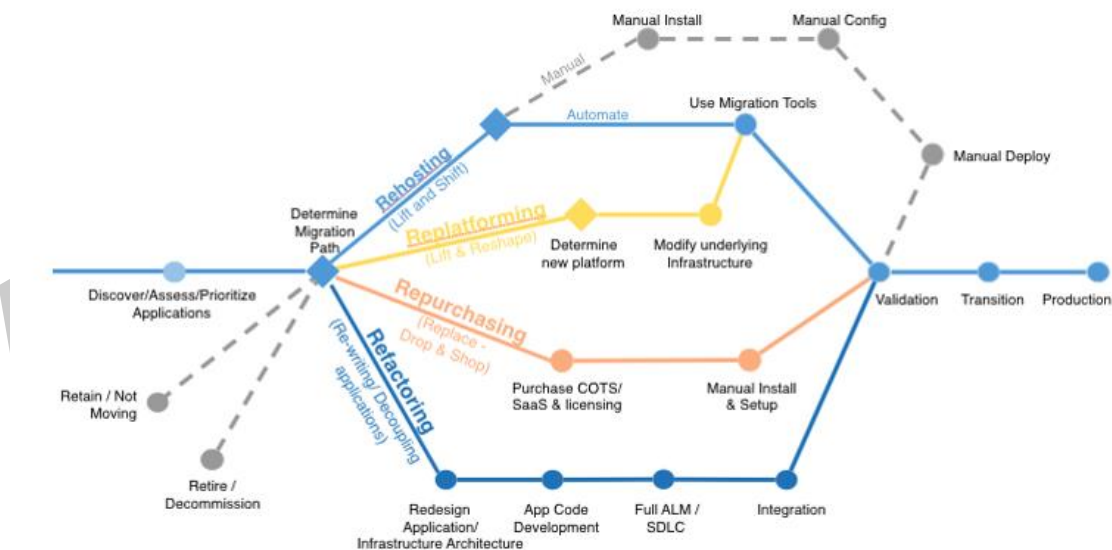 Manual Install
Manual Config
Manual
Use Migration Tools
Automate
Manual Deploy
Rehosting
(Lift and Shift)
Determine
Migration
Path
Replatforming
(Lift & Reshape)
Determine
new platform
Modify underlying
Infrastructure
Discover/Assess/Prioritize
Applications
Validation
Transition
Production
Repurchasing
(Replace -
Drop & Shop)
Purchase COTS/
SaaS & licensing
Manual Install
& Setup
Refactoring
(Re-writing/ Decoupling
applications)
Retain / Not
Moving
Retire /
Decommission
Redesign
Application/
Infrastructure Architecture
App Code
Development
Full ALM /
SDLC
Integration